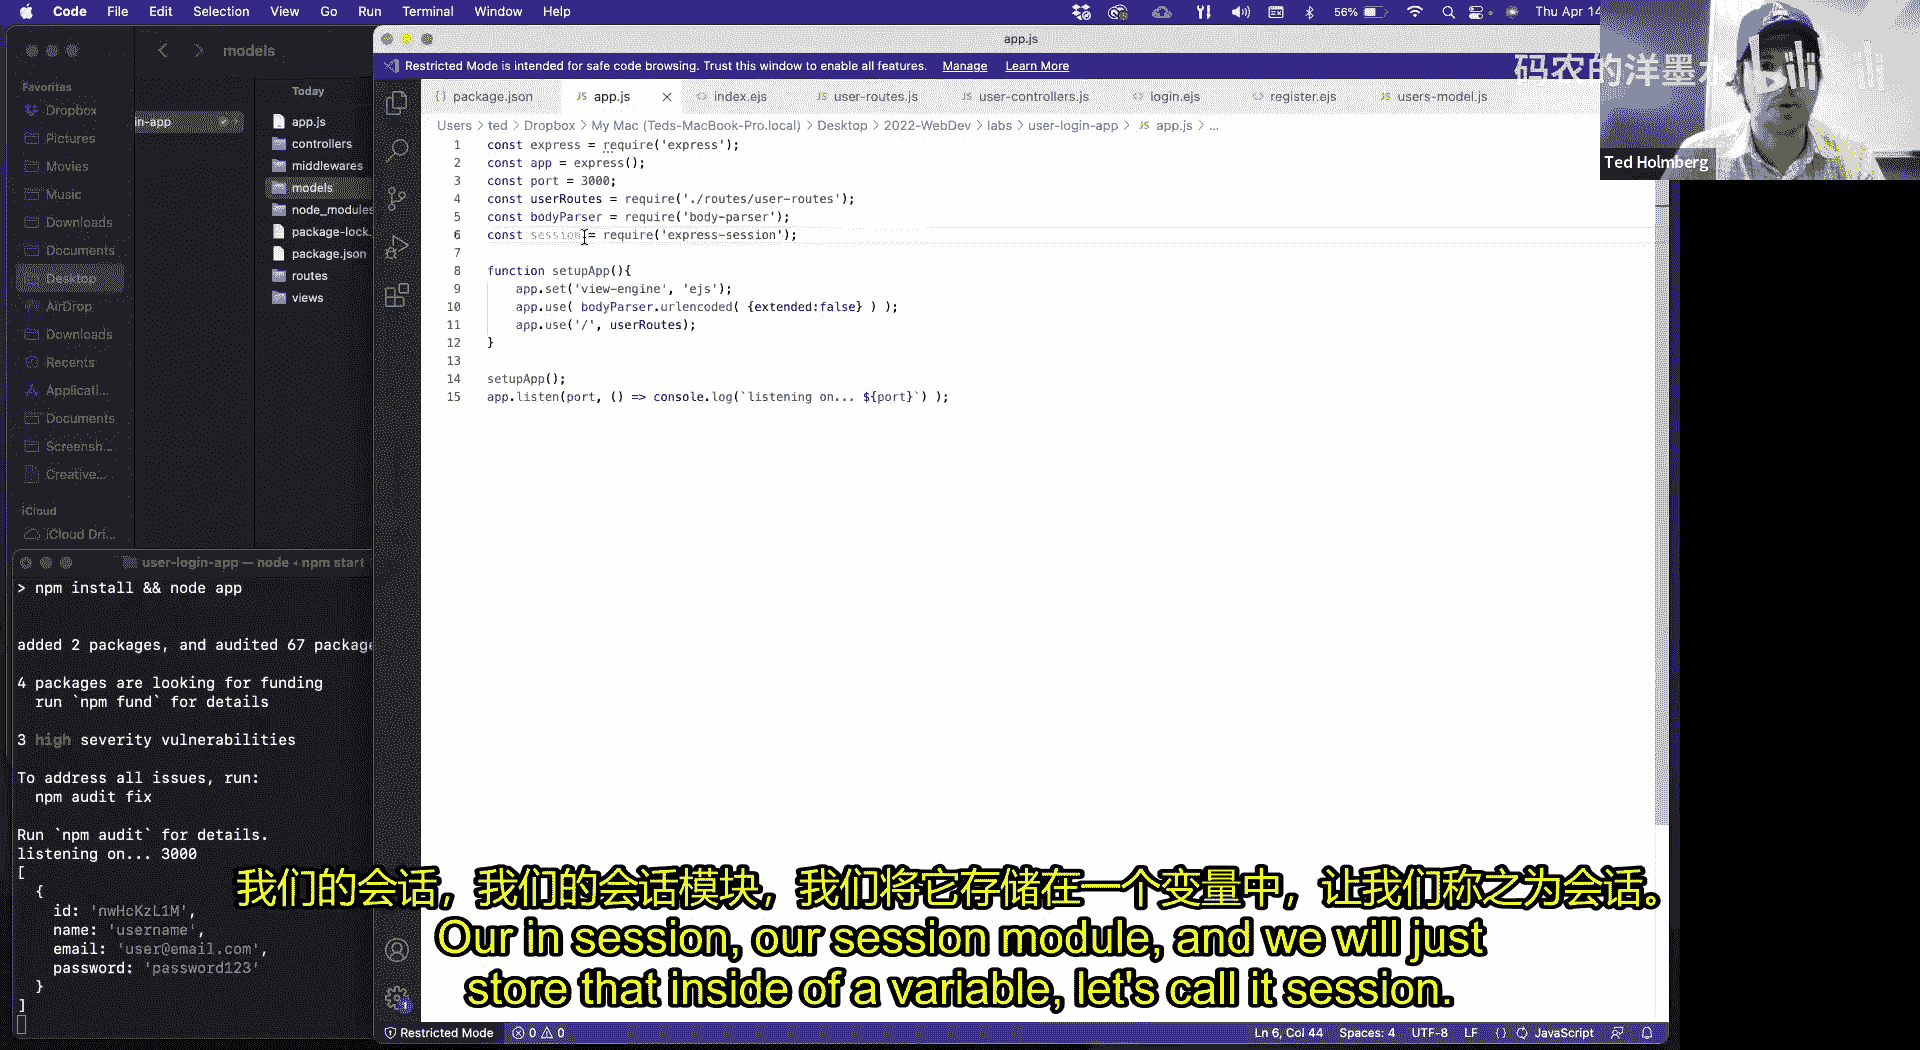 Code File Edit Selection View Go Run Terminal Window Help 56% Thu Apr 14
models
app.js
Restricted Mode is intended for safe code browsing. Trust this window to enable all features. Manage Learn More
码农的洋墨水
bilibili
Ted Holmberg
Favorites
Dropbox
Pictures
Movies
Music
Downloads
Documents
Desktop
AirDrop
Downloads
Recents
Applicati...
Documents
Screensh...
Creative...
iCloud
iCloud Dri...
in-app
Today
app.js
controllers
middlewares
models
node_modules
package-lock.
package.json
routes
views
package.json app.js index.ejs user-routes.js user-controllers.js login.ejs register.ejs users-model.js
Users > ted > Dropbox > My Mac (Teds-MacBook-Pro.local) > Desktop > 2022-WebDev > labs > user-login-app > JS app.js > ...
1 const express = require('express');
2 const app = express();
3 const port = 3000;
4 const userRoutes = require('./routes/user-routes');
5 const bodyParser = require('body-parser');
6 const session = require('express-session');
7
8 function setupApp(){
9 app.set('view-engine', 'ejs');
10 app.use( bodyParser.urlencoded( {extended:false} ) );
11 app.use('/', userRoutes);
12 }
13
14 setupApp();
15 app.listen(port, () => console.log(`listening on... ${port}`) );
user-login-app — node ◂ npm start
> npm install && node app
added 2 packages, and audited 67 package
4 packages are looking for funding
run `npm fund` for details
3 high severity vulnerabilities
To address all issues, run:
npm audit fix
Run `npm audit` for details.
listening on... 3000
[
{
id: 'nwHcKzL1M',
name: 'username',
email: 'user@email.com',
password: 'password123'
}
]
我们的会话，我们的会话模块，我们将它存储在一个变量中，让我们称之为会话。
Our in session, our session module, and we will just
store that inside of a variable, let's call it session.
Restricted Mode 0 0 Ln 6, Col 44 Spaces: 4 UTF-8 LF {} JavaScript